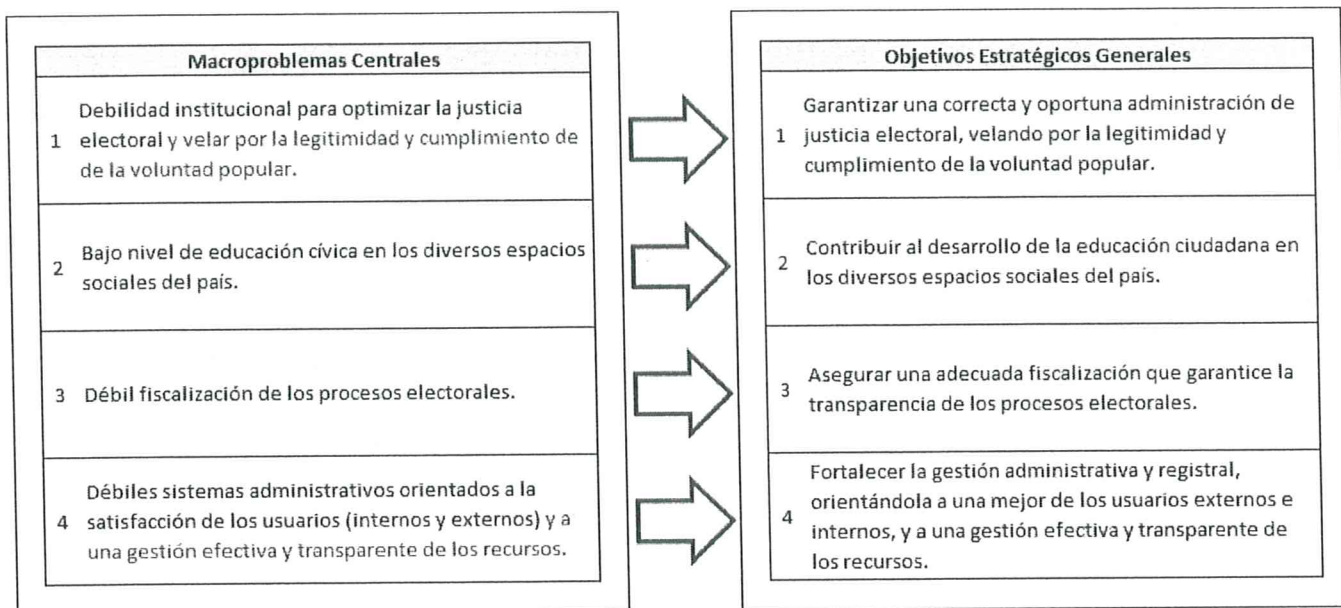 Macroproblemas Centrales
1 Debilidad institucional para optimizar la justicia
electoral y velar por la legitimidad y cumplimiento de
de la voluntad popular.
2 Bajo nivel de educación cívica en los diversos espacios
sociales del país.
3 Débil fiscalización de los procesos electorales.
4 Débiles sistemas administrativos orientados a la
satisfacción de los usuarios (internos y externos) y a
una gestión efectiva y transparente de los recursos.
Objetivos Estratégicos Generales
1 Garantizar una correcta y oportuna administración de
justicia electoral, velando por la legitimidad y
cumplimiento de la voluntad popular.
2 Contribuir al desarrollo de la educación ciudadana en
los diversos espacios sociales del país.
3 Asegurar una adecuada fiscalización que garantice la
transparencia de los procesos electorales.
4 Fortalecer la gestión administrativa y registral,
orientándola a una mejor de los usuarios externos e
internos, y a una gestión efectiva y transparente de
los recursos.